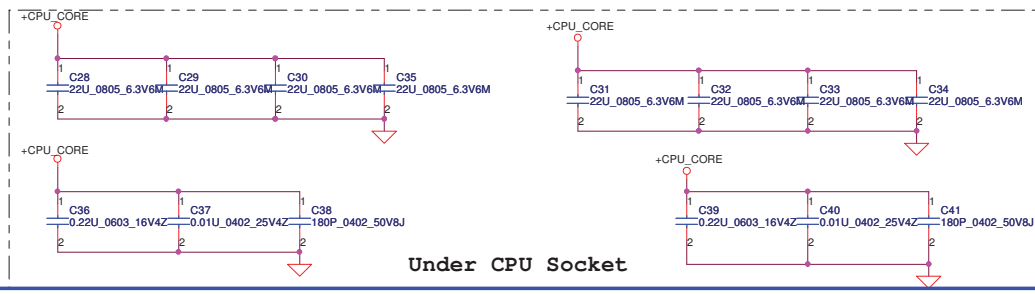 +CPU_CORE
1 1 1 1
C28 C29 C30 C35
22U_0805_6.3V6M 22U_0805_6.3V6M 22U_0805_6.3V6M 22U_0805_6.3V6M
2 2 2 2
+CPU_CORE
1 1 1 1
C31 C32 C33 C34
22U_0805_6.3V6M 22U_0805_6.3V6M 22U_0805_6.3V6M 22U_0805_6.3V6M
2 2 2 2
+CPU_CORE
1 1 1
C36 C37 C38
0.22U_0603_16V4Z 0.01U_0402_25V4Z 180P_0402_50V8J
2 2 2
+CPU_CORE
1 1 1
C39 C40 C41
0.22U_0603_16V4Z 0.01U_0402_25V4Z 180P_0402_50V8J
2 2 2
Under CPU Socket